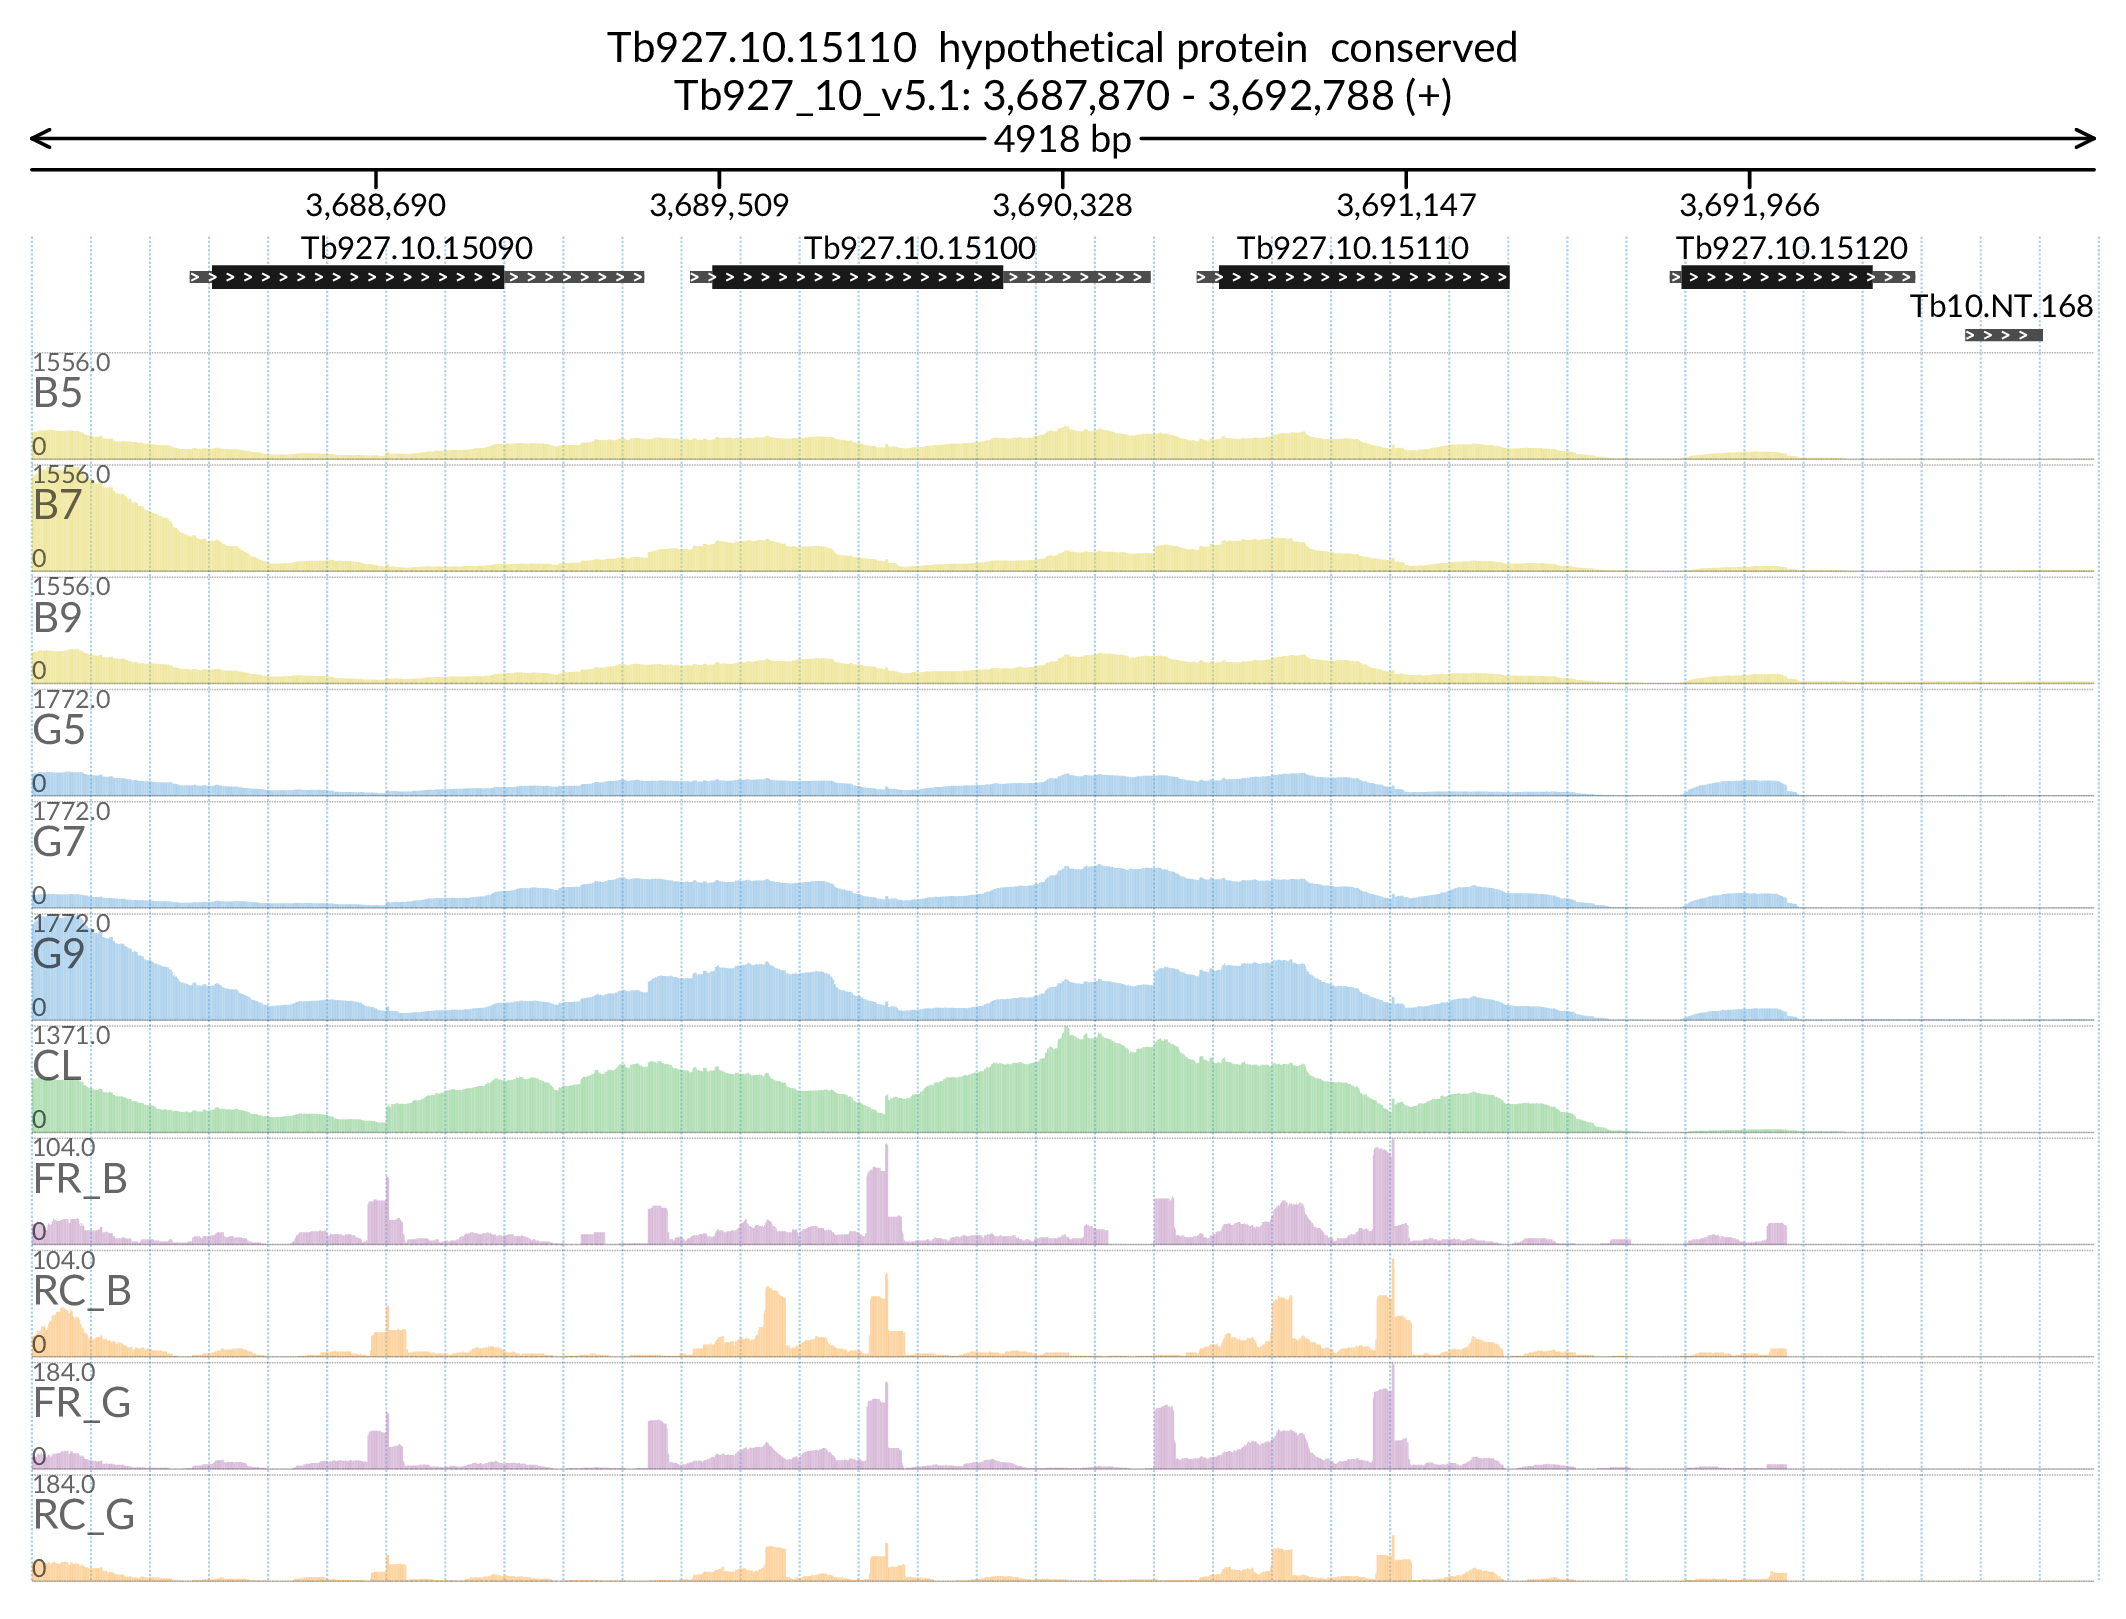 Tb927.10.15110  hypothetical protein  conserved
Tb927_10_v5.1: 3,687,870 - 3,692,788 (+)
4918 bp
3,688,690 3,689,509 3,690,328 3,691,147 3,691,966
Tb927.10.15090 Tb927.10.15100 Tb927.10.15110 Tb927.10.15120
Tb10.NT.168
1556.0
B5
0
1556.0
B7
0
1556.0
B9
0
1772.0
G5
0
1772.0
G7
0
1772.0
G9
0
1371.0
CL
0
104.0
FR_B
0
104.0
RC_B
0
184.0
FR_G
0
184.0
RC_G
0